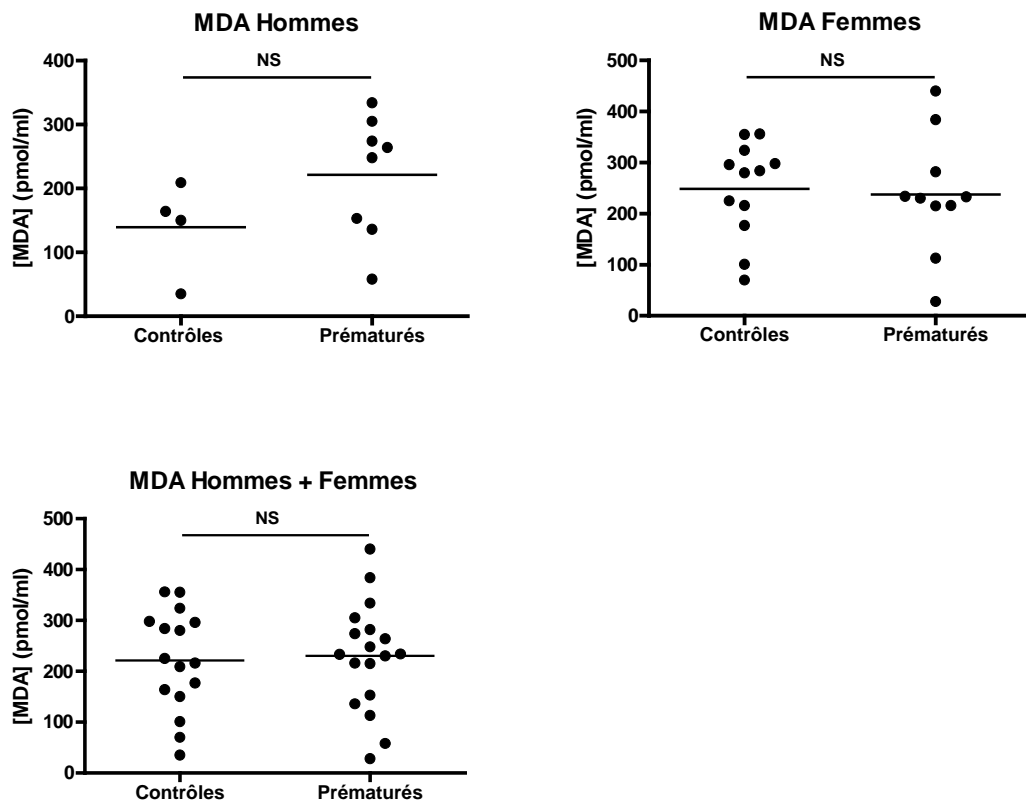 MDA Hommes
NS
400
300
200
100
0
[MDA] (pmol/ml)
Contrôles Prématurés
MDA Femmes
NS
500
400
300
200
100
0
[MDA] (pmol/ml)
Contrôles Prématurés
MDA Hommes + Femmes
NS
500
400
300
200
100
0
[MDA] (pmol/ml)
Contrôles Prématurés